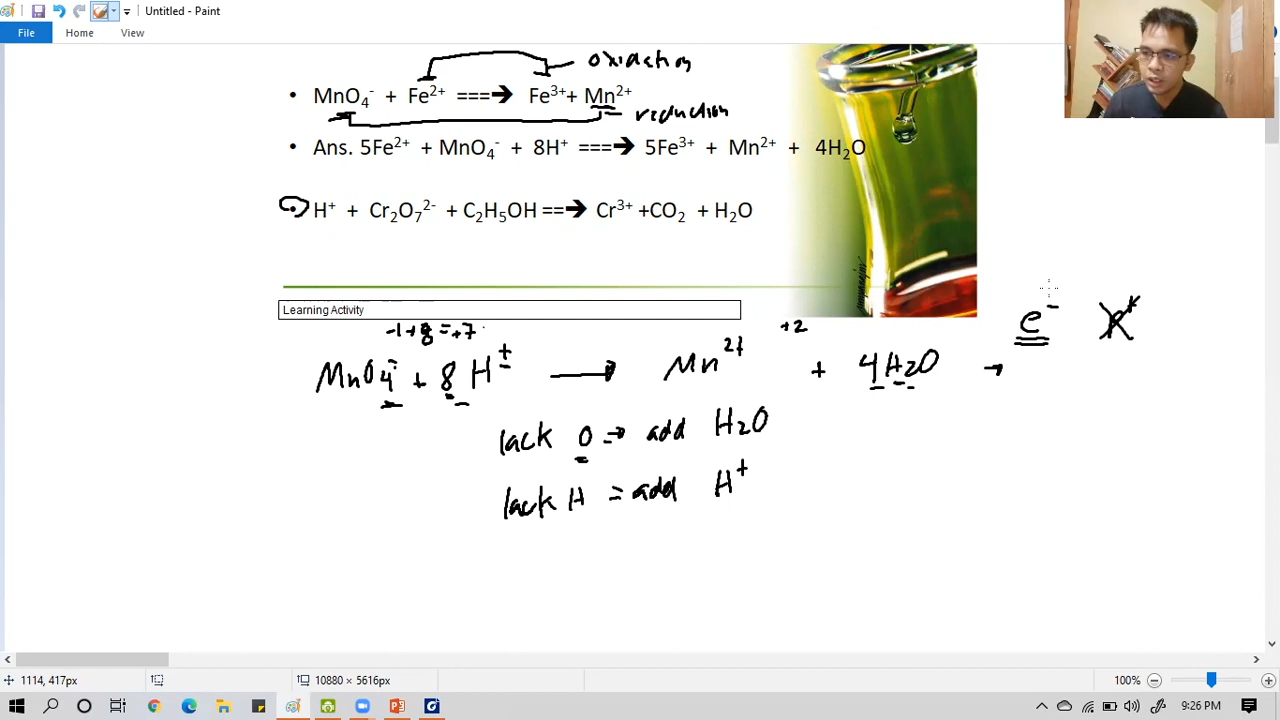 Untitled - Paint
File Home View
oxidation
• MnO₄⁻ + Fe²⁺ ===➔ Fe³⁺+ Mn²⁺
reduction
• Ans. 5Fe²⁺ + MnO₄⁻ + 8H⁺ ===➔ 5Fe³⁺ + Mn²⁺ + 4H₂O
• H⁺ + Cr₂O₇²⁻ + C₂H₅OH ==➔ Cr³⁺ +CO₂ + H₂O
Learning Activity
-1+8=+7
+2
e⁻
MnO₄⁻ + 8H⁺ → Mn²⁺ + 4H₂O →
lack O → add H₂O
lack H = add H⁺
1114, 417px
10880 × 5616px
100%
9:26 PM